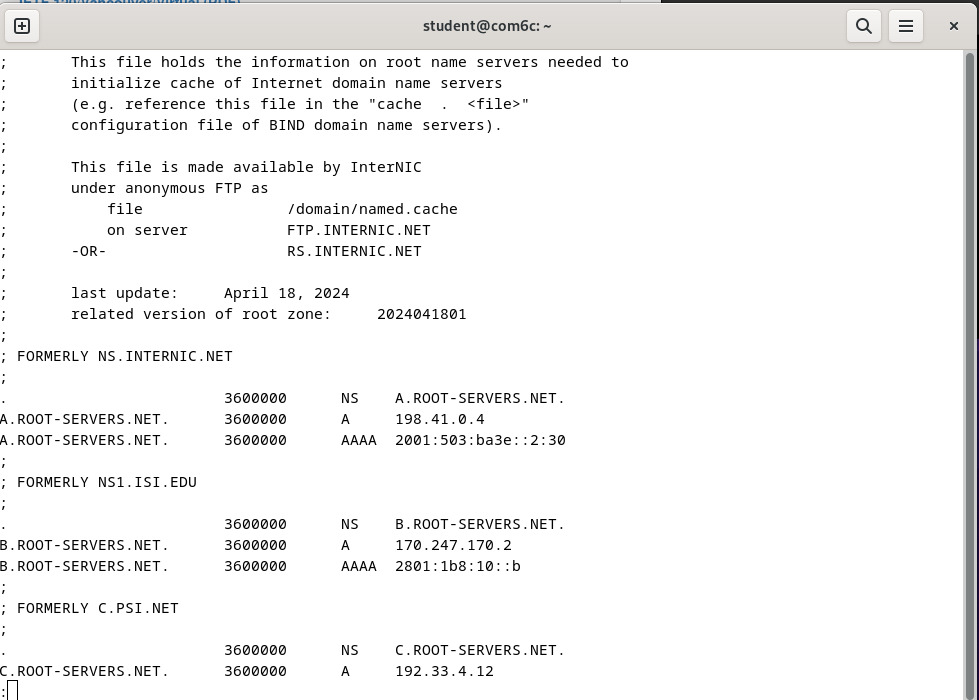 student@com6c: ~
;       This file holds the information on root name servers needed to
;       initialize cache of Internet domain name servers
;       (e.g. reference this file in the "cache  .  <file>"
;       configuration file of BIND domain name servers).
;
;       This file is made available by InterNIC
;       under anonymous FTP as
;           file                /domain/named.cache
;           on server           FTP.INTERNIC.NET
;       -OR-                    RS.INTERNIC.NET
;
;       last update:     April 18, 2024
;       related version of root zone:     2024041801
;
; FORMERLY NS.INTERNIC.NET
;
.                        3600000      NS    A.ROOT-SERVERS.NET.
A.ROOT-SERVERS.NET.      3600000      A     198.41.0.4
A.ROOT-SERVERS.NET.      3600000      AAAA  2001:503:ba3e::2:30
;
; FORMERLY NS1.ISI.EDU
;
.                        3600000      NS    B.ROOT-SERVERS.NET.
B.ROOT-SERVERS.NET.      3600000      A     170.247.170.2
B.ROOT-SERVERS.NET.      3600000      AAAA  2801:1b8:10::b
;
; FORMERLY C.PSI.NET
;
.                        3600000      NS    C.ROOT-SERVERS.NET.
C.ROOT-SERVERS.NET.      3600000      A     192.33.4.12
: